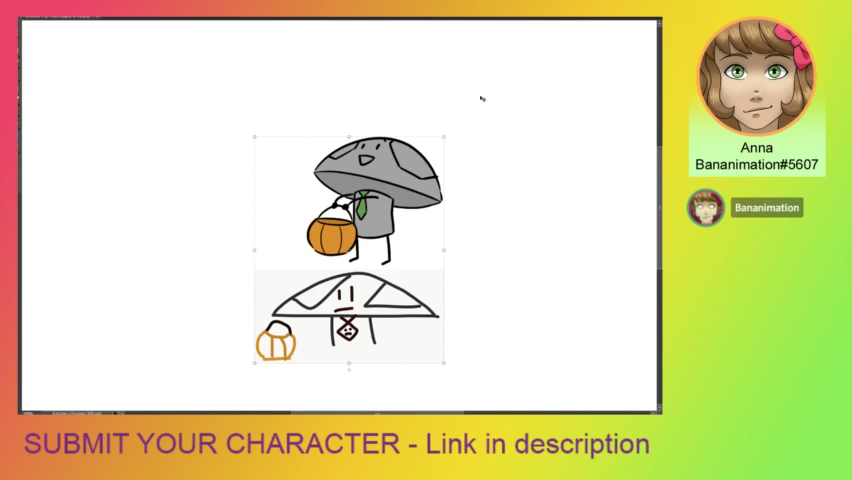 Anna
Bananimation#5607
Bananimation
SUBMIT YOUR CHARACTER - Link in description